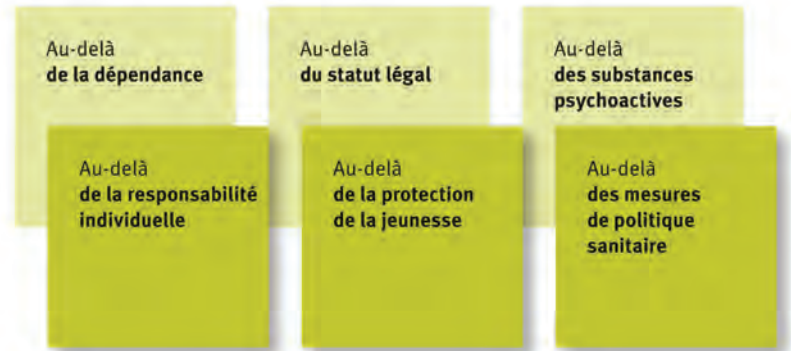 Au-delà
de la dépendance
Au-delà
du statut légal
Au-delà
des substances
psychoactives
Au-delà
de la responsabilité
individuelle
Au-delà
de la protection
de la jeunesse
Au-delà
des mesures
de politique
sanitaire